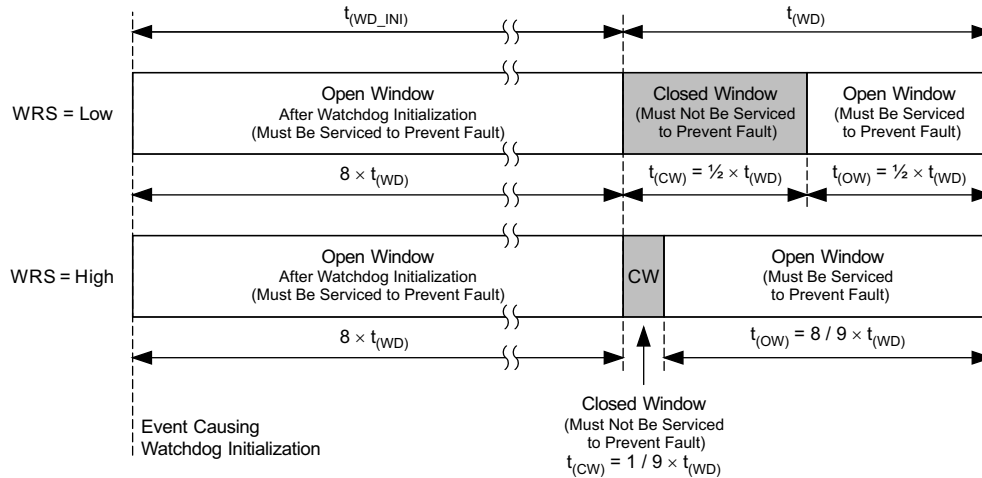 t(WD_INI)
t(WD)
WRS = Low
Open Window
After Watchdog Initialization
(Must Be Serviced to Prevent Fault)
Closed Window
(Must Not Be Serviced
to Prevent Fault)
Open Window
(Must Be Serviced
to Prevent Fault)
8 × t(WD)
t(CW) = ½ × t(WD)
t(OW) = ½ × t(WD)
WRS = High
Open Window
After Watchdog Initialization
(Must Be Serviced to Prevent Fault)
CW
Open Window
(Must Be Serviced
to Prevent Fault)
8 × t(WD)
t(OW) = 8 / 9 × t(WD)
Event Causing
Watchdog Initialization
Closed Window
(Must Not Be Serviced
to Prevent Fault)
t(CW) = 1 / 9 × t(WD)